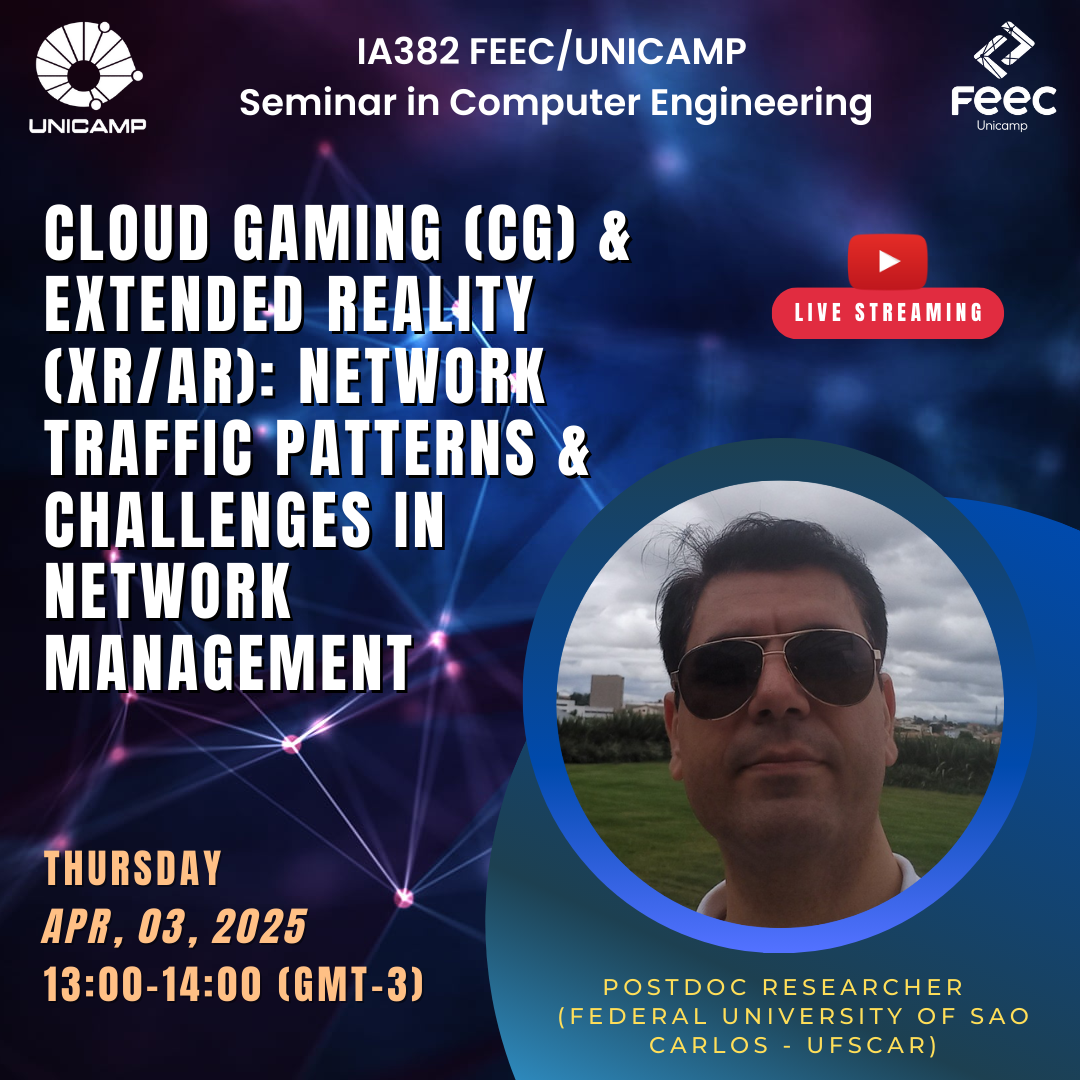 UNICAMP
IA382 FEEC/UNICAMP
Seminar in Computer Engineering
Feec
Unicamp
CLOUD GAMING (CG) &
EXTENDED REALITY
(XR/AR): NETWORK
TRAFFIC PATTERNS &
CHALLENGES IN
NETWORK
MANAGEMENT
LIVE STREAMING
THURSDAY
APR, 03, 2025
13:00-14:00 (GMT-3)
POSTDOC RESEARCHER
(FEDERAL UNIVERSITY OF SAO
CARLOS - UFSCAR)